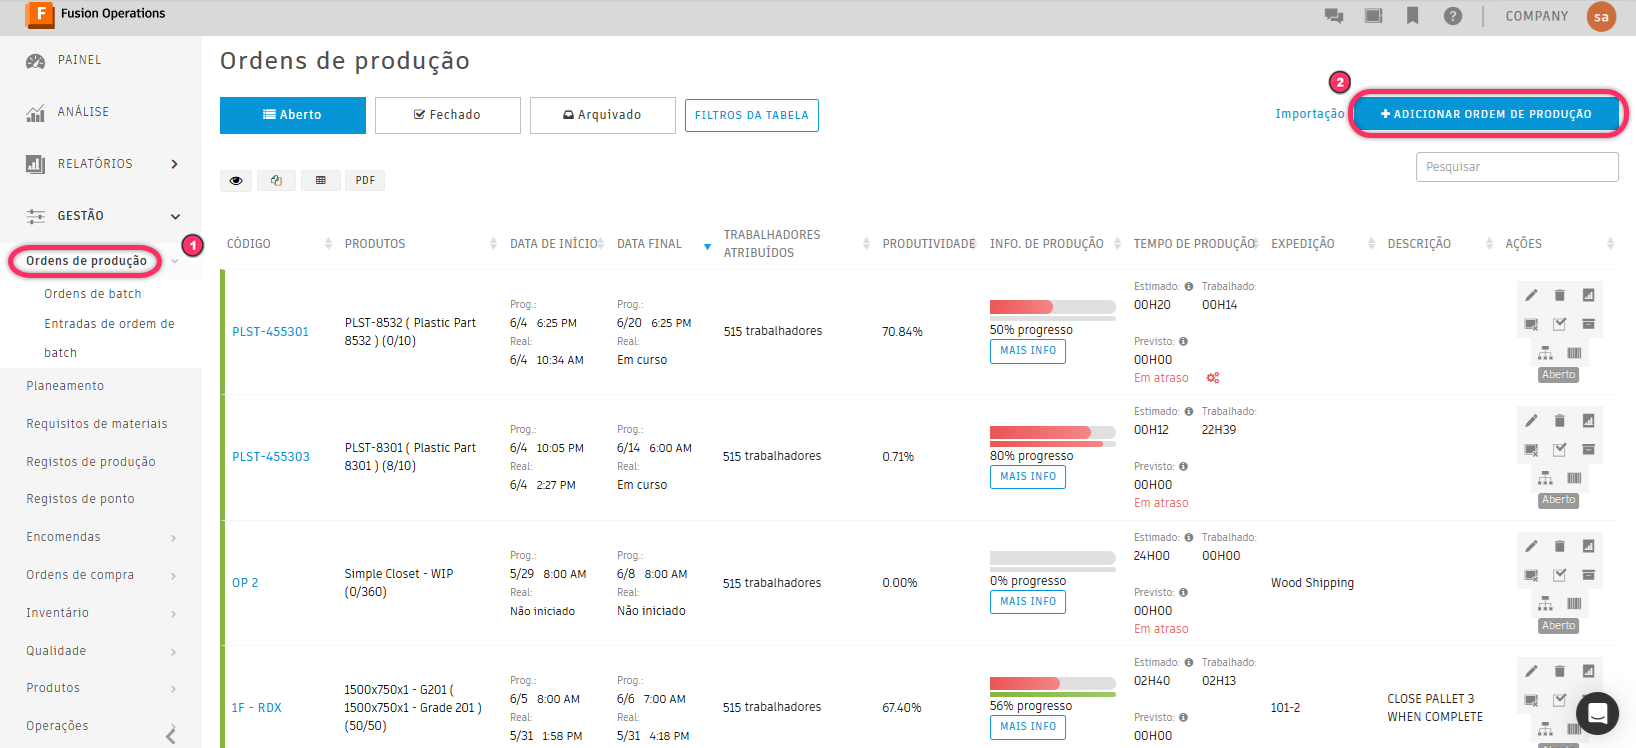 F Fusion Operations
COMPANY
sa
PAINEL
ANÁLISE
RELATÓRIOS
GESTÃO
1
Ordens de produção
Ordens de batch
Entradas de ordem de
batch
Planeamento
Requisitos de materiais
Registos de produção
Registos de ponto
Encomendas
Ordens de compra
Inventário
Qualidade
Produtos
Operações
Ordens de produção
Aberto
Fechado
Arquivado
FILTROS DA TABELA
Importação
2
ADICIONAR ORDEM DE PRODUÇÃO
Pesquisar
PDF
CÓDIGO PRODUTOS DATA DE INÍCIO DATA FINAL TRABALHADORES
ATRIBUÍDOS PRODUTIVIDADE INFO. DE PRODUÇÃO TEMPO DE PRODUÇÃO EXPEDIÇÃO DESCRIÇÃO AÇÕES
PLST-455301
PLST-8532 ( Plastic Part
8532 ) (0/10)
Prog.:
6/4 6:25 PM
Real:
6/4 10:34 AM
Prog.:
6/20 6:25 PM
Real:
Em curso
515 trabalhadores
70.84%
50% progresso
MAIS INFO
Estimado: Trabalhado:
00H20 00H14
Previsto:
00H00
Em atraso
Aberto
PLST-455303
PLST-8301 ( Plastic Part
8301 ) (8/10)
Prog.:
6/4 10:05 PM
Real:
6/4 2:27 PM
Prog.:
6/14 6:00 AM
Real:
Em curso
515 trabalhadores
0.71%
80% progresso
MAIS INFO
Estimado: Trabalhado:
00H12 22H39
Previsto:
00H00
Em atraso
Aberto
OP 2
Simple Closet - WIP
(0/360)
Prog.:
5/29 8:00 AM
Real:
Não iniciado
Prog.:
6/8 8:00 AM
Real:
Não iniciado
515 trabalhadores
0.00%
0% progresso
MAIS INFO
Estimado: Trabalhado:
24H00 00H00
Previsto:
00H00
Em atraso
Wood Shipping
Aberto
1F - RDX
1500x750x1 - G201 (
1500x750x1 - Grade 201 )
(50/50)
Prog.:
6/5 8:00 AM
Real:
5/31 1:58 PM
Prog.:
6/6 7:00 AM
Real:
5/31 4:18 PM
515 trabalhadores
67.40%
56% progresso
MAIS INFO
Estimado: Trabalhado:
02H40 02H13
Previsto:
00H00
101-2
CLOSE PALLET 3
WHEN COMPLETE